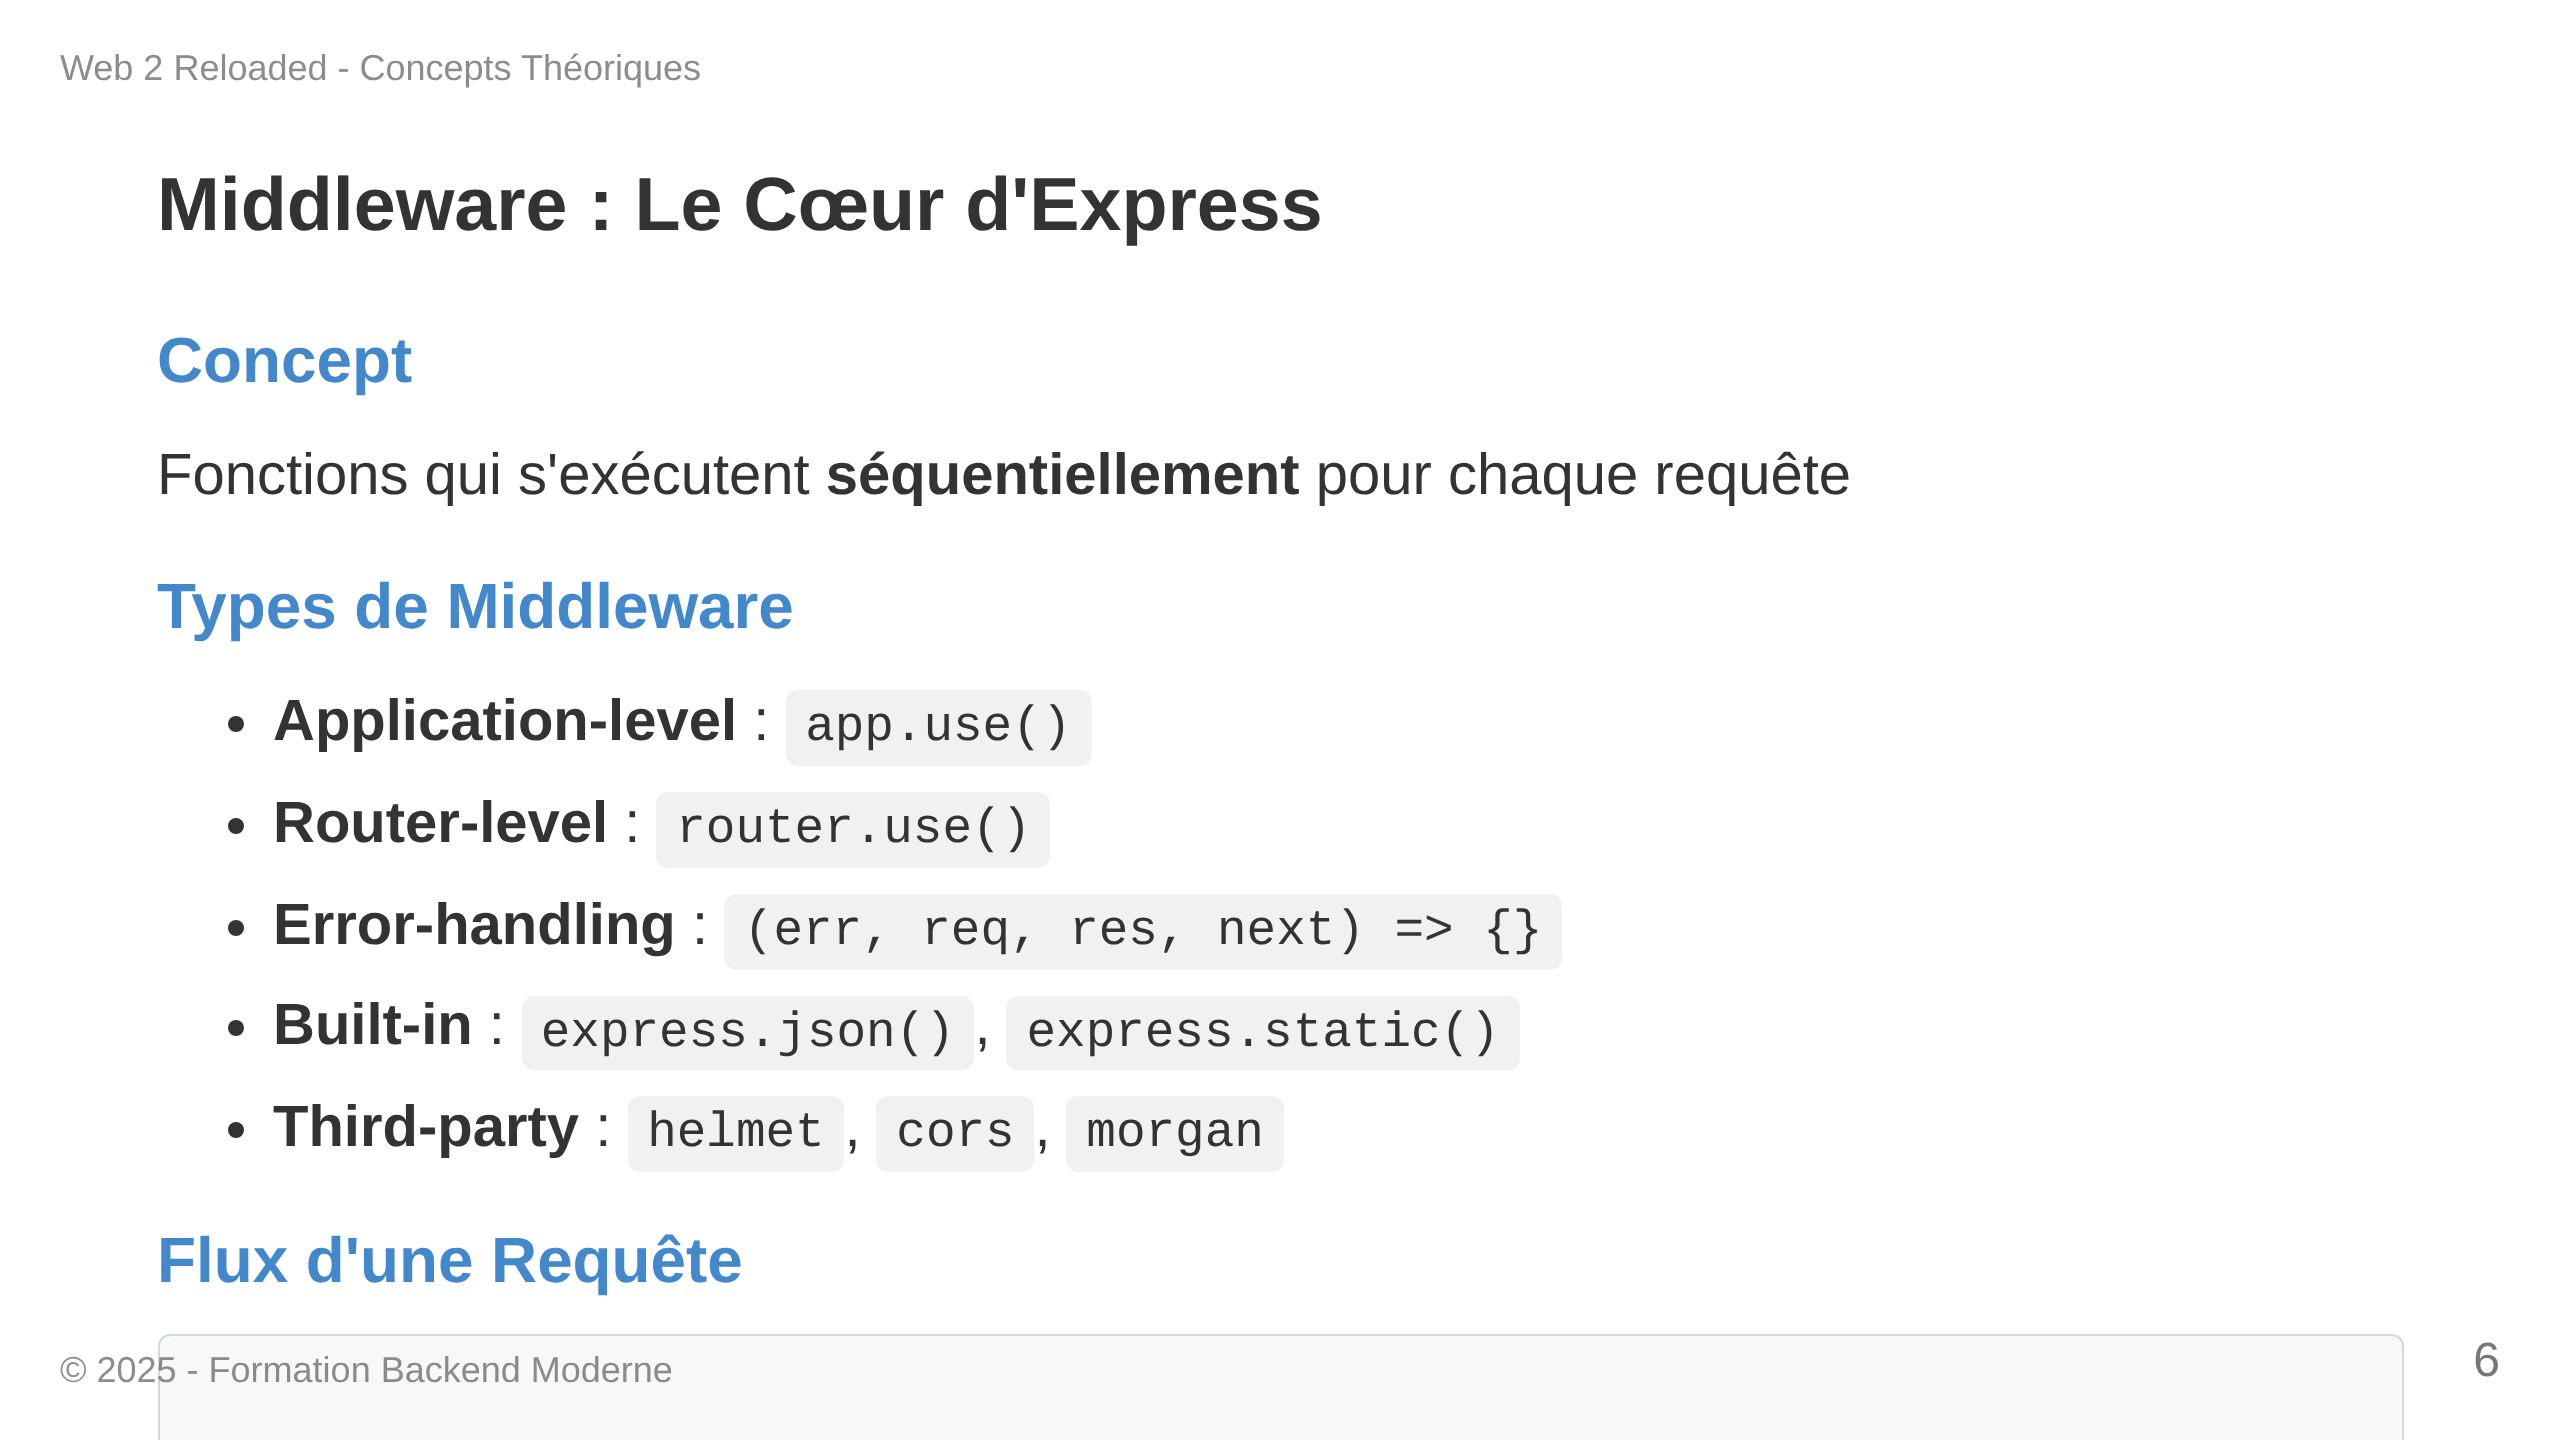 Web 2 Reloaded - Concepts Théoriques
Middleware : Le Cœur d'Express
Concept
Fonctions qui s'exécutent séquentiellement pour chaque requête
Types de Middleware
• Application-level : app.use()
• Router-level : router.use()
• Error-handling : (err, req, res, next) => {}
• Built-in : express.json(), express.static()
• Third-party : helmet, cors, morgan
Flux d'une Requête
© 2025 - Formation Backend Moderne
6